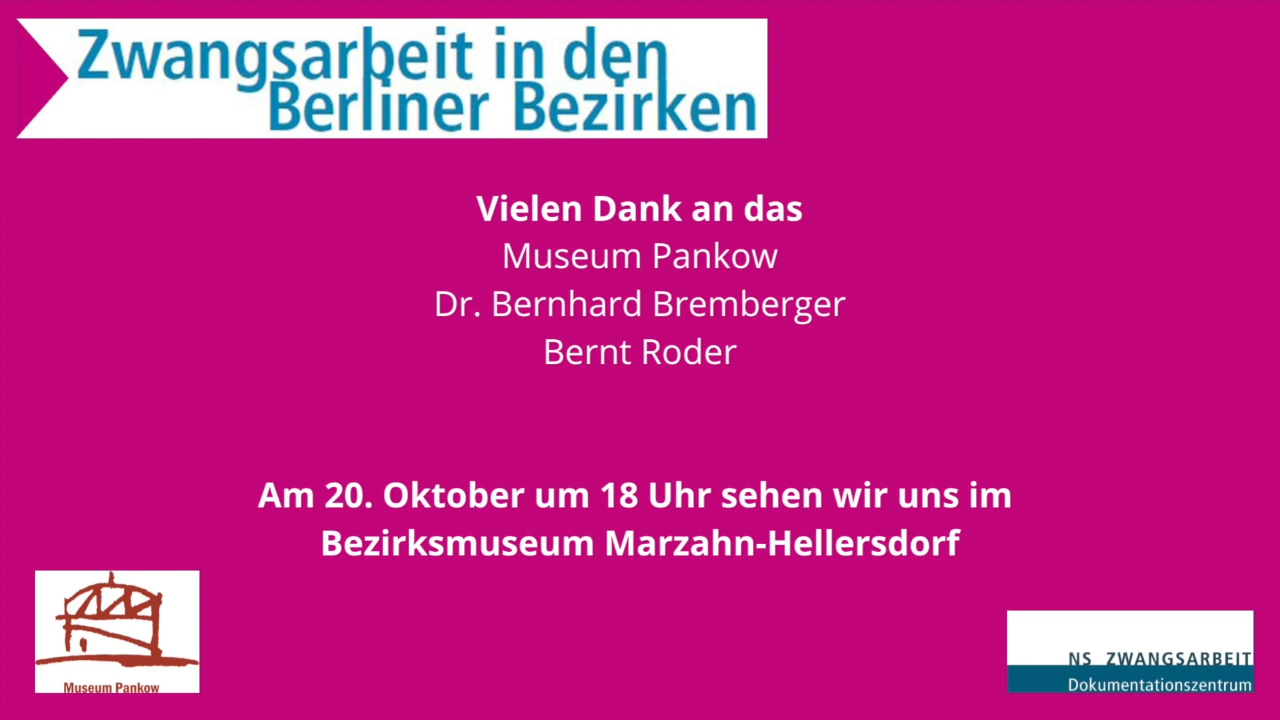 Zwangsarbeit in den
Berliner Bezirken
Vielen Dank an das
Museum Pankow
Dr. Bernhard Bremberger
Bernt Roder
Am 20. Oktober um 18 Uhr sehen wir uns im
Bezirksmuseum Marzahn-Hellersdorf
Museum Pankow
NS ZWANGSARBEIT
Dokumentationszentrum